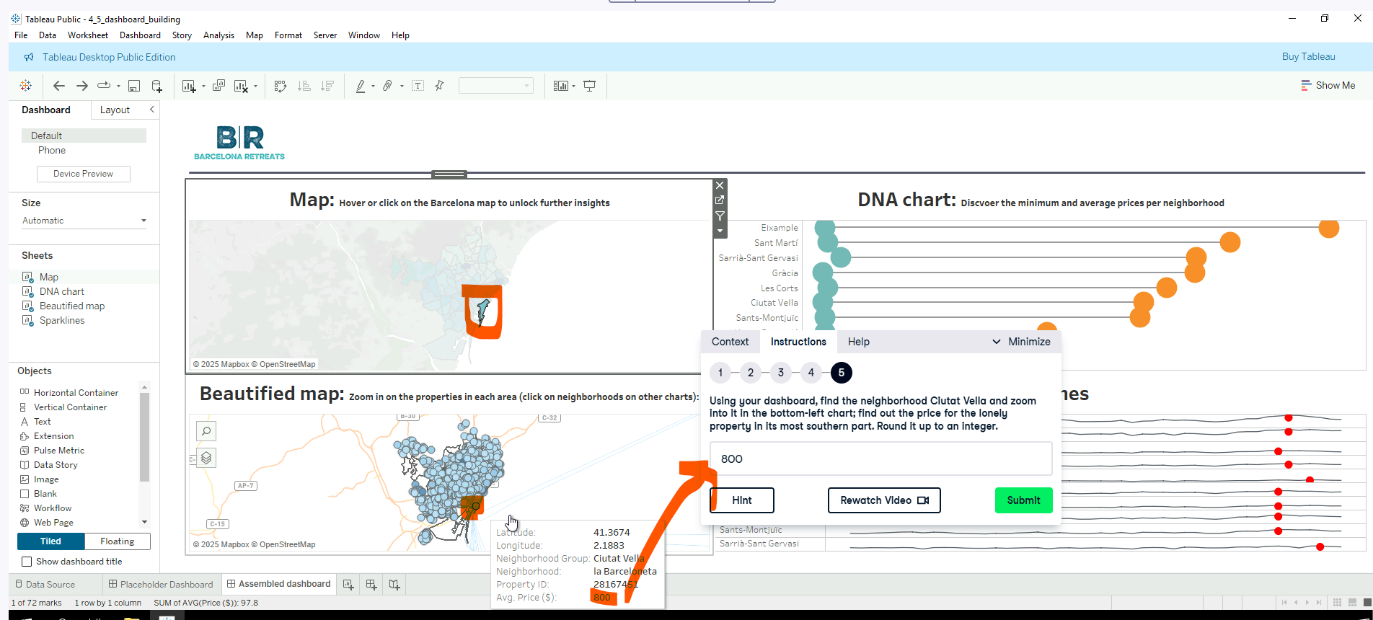 Tableau Public - 4_5_dashboard_building
File Data Worksheet Dashboard Story Analysis Map Format Server Window Help
Tableau Desktop Public Edition
Buy Tableau
Show Me
Dashboard Layout
Default
Phone
Device Preview
Size
Automatic
Sheets
Map
DNA chart
Beautified map
Sparklines
Objects
Horizontal Container
Vertical Container
Text
Extension
Pulse Metric
Data Story
Image
Blank
Workflow
Web Page
Tiled Floating
Show dashboard title
B|R
BARCELONA RETREATS
Map: Hover or click on the Barcelona map to unlock further insights
© 2025 Mapbox © OpenStreetMap
DNA chart: Discvoer the minimum and average prices per neighborhood
Eixample
Sant Martí
Sarrià-Sant Gervasi
Gràcia
Les Corts
Ciutat Vella
Sants-Montjuïc
Beautified map: Zoom in on the properties in each area (click on neighborhoods on other charts):
B-30
C-32
AP-7
C-15
© 2025 Mapbox © OpenStreetMap
Latitude: 41.3674
Longitude: 2.1883
Neighborhood Group: Ciutat Vella
Neighborhood: la Barceloneta
Property ID: 28167451
Avg. Price ($): 800
Context Instructions Help Minimize
1 2 3 4 5
Using your dashboard, find the neighborhood Ciutat Vella and zoom
into it in the bottom-left chart; find out the price for the lonely
property in its most southern part. Round it up to an integer.
800
Hint Rewatch Video Submit
nes
Sants-Montjuïc
Sarrià-Sant Gervasi
Data Source Placeholder Dashboard Assembled dashboard
1 of 72 marks 1 row by 1 column SUM of AVG(Price ($)): 97.8